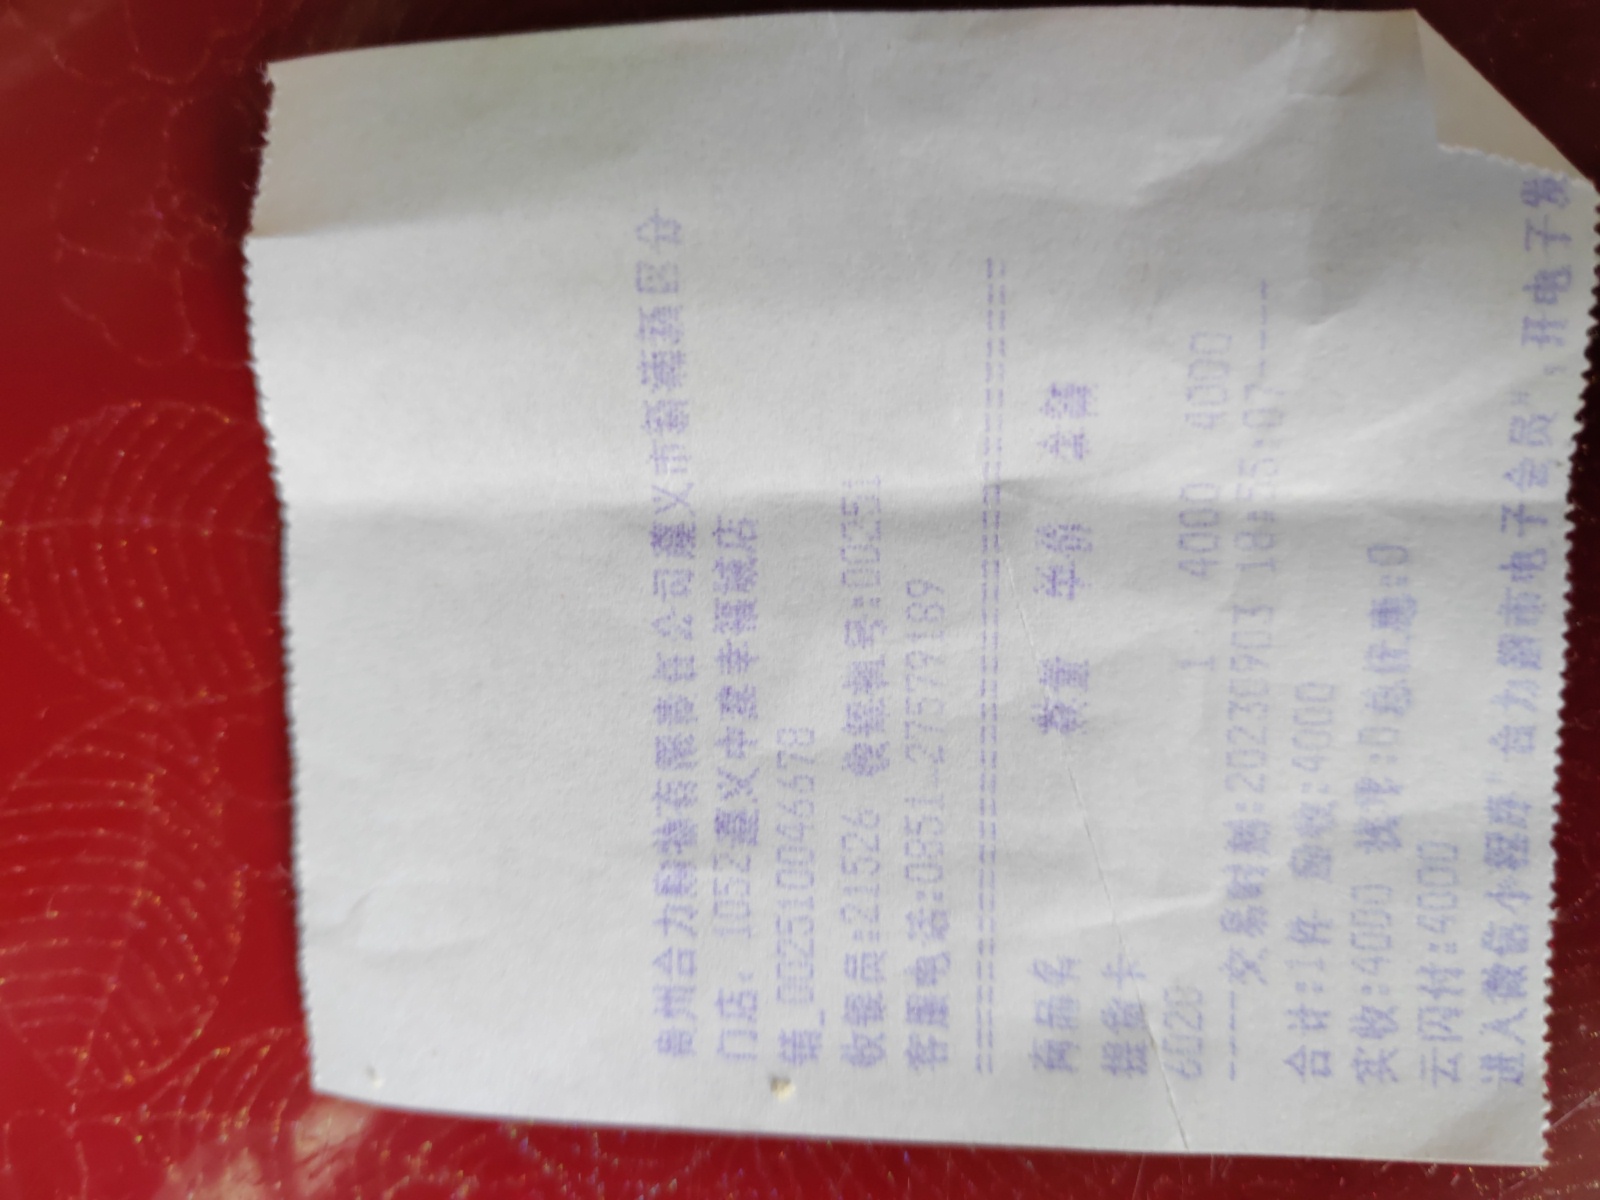 贵州合力购物有限责任公司遵义市新蒲新区分
门店: 1052遵义中建幸福城店
销_0025100046678
收银员:21526 收银机号:00251
客服电话:0851-27579189
================================
商品名 数量 单价 金额
提货卡
6020 1 4000 4000
-----交易时间:20230903 18:55:07-----
合计:1件 应收:4000
实收:4000 找零:0总优惠:0
云闪付:4000
进入微信小程序"合力超市电子会员",开电子发